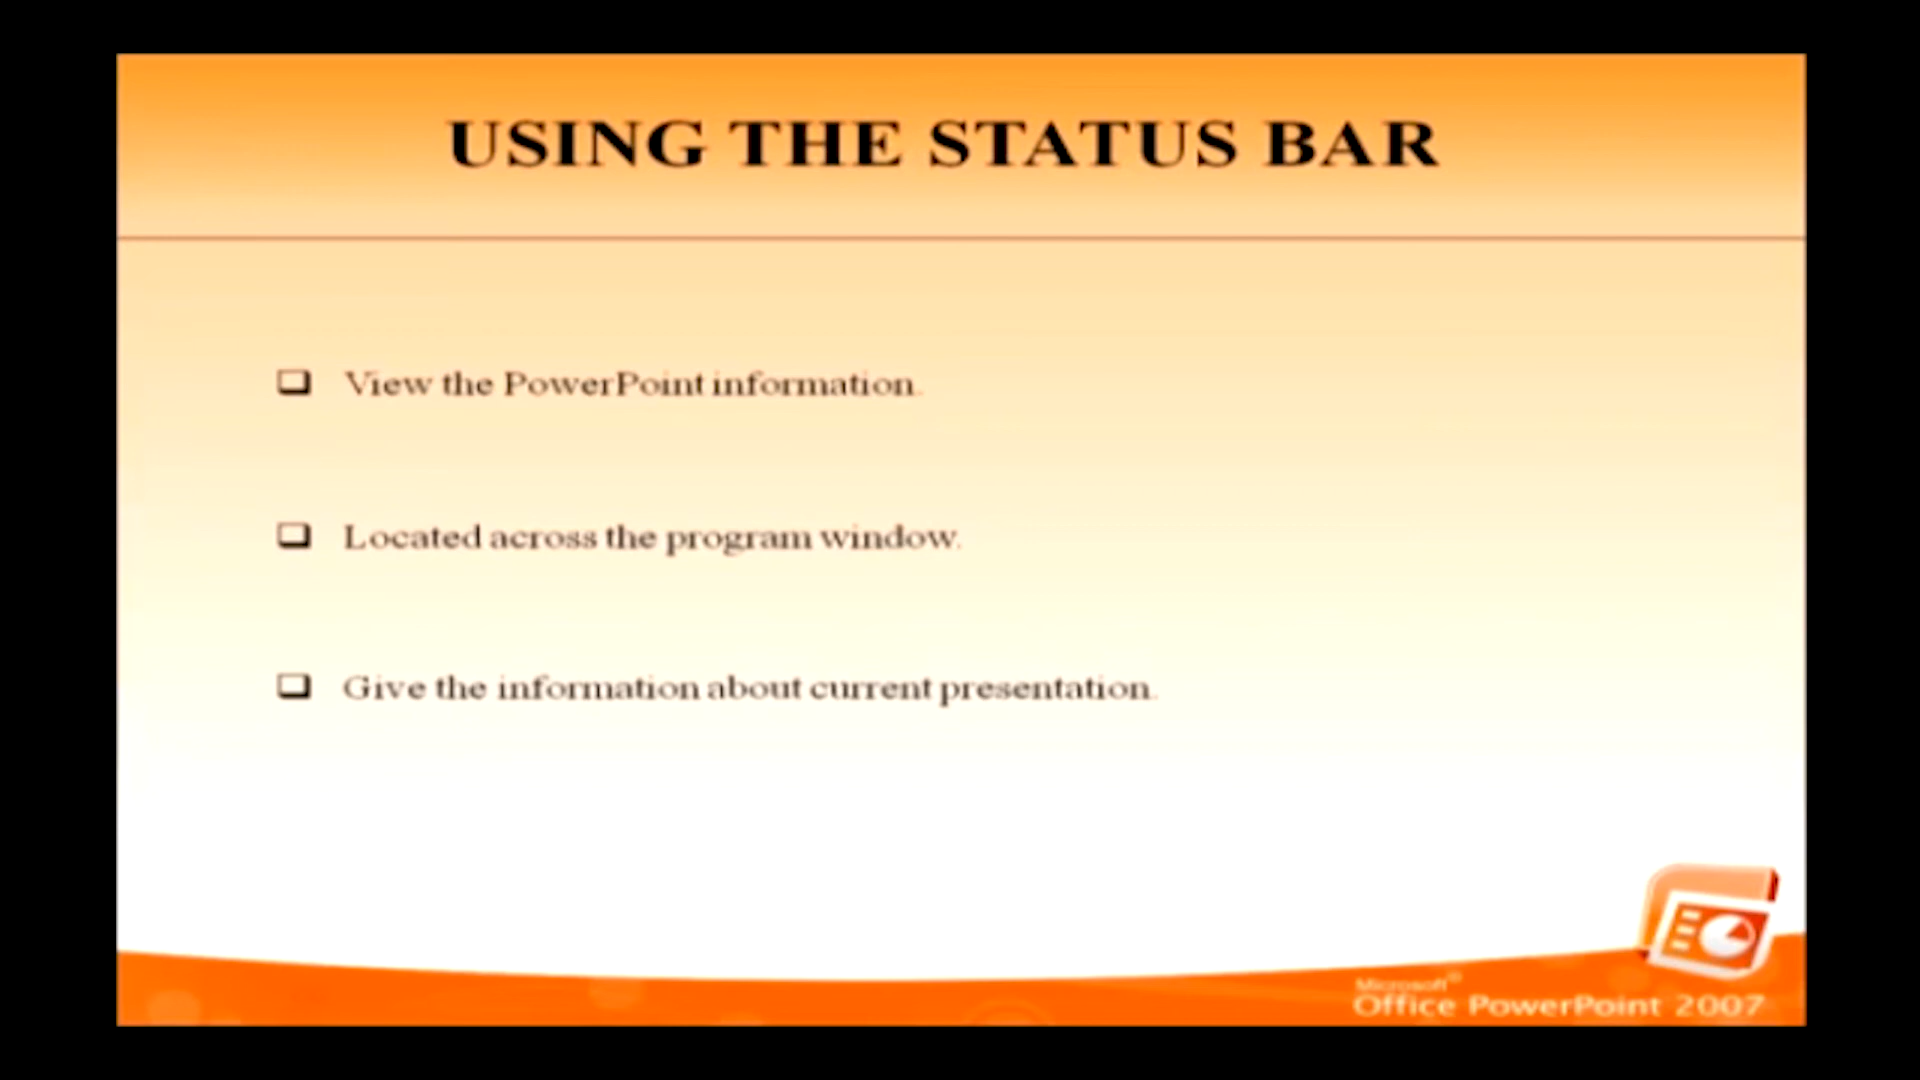 USING THE STATUS BAR
View the PowerPoint information.
Located across the program window.
Give the information about current presentation.
Microsoft®
Office PowerPoint 2007